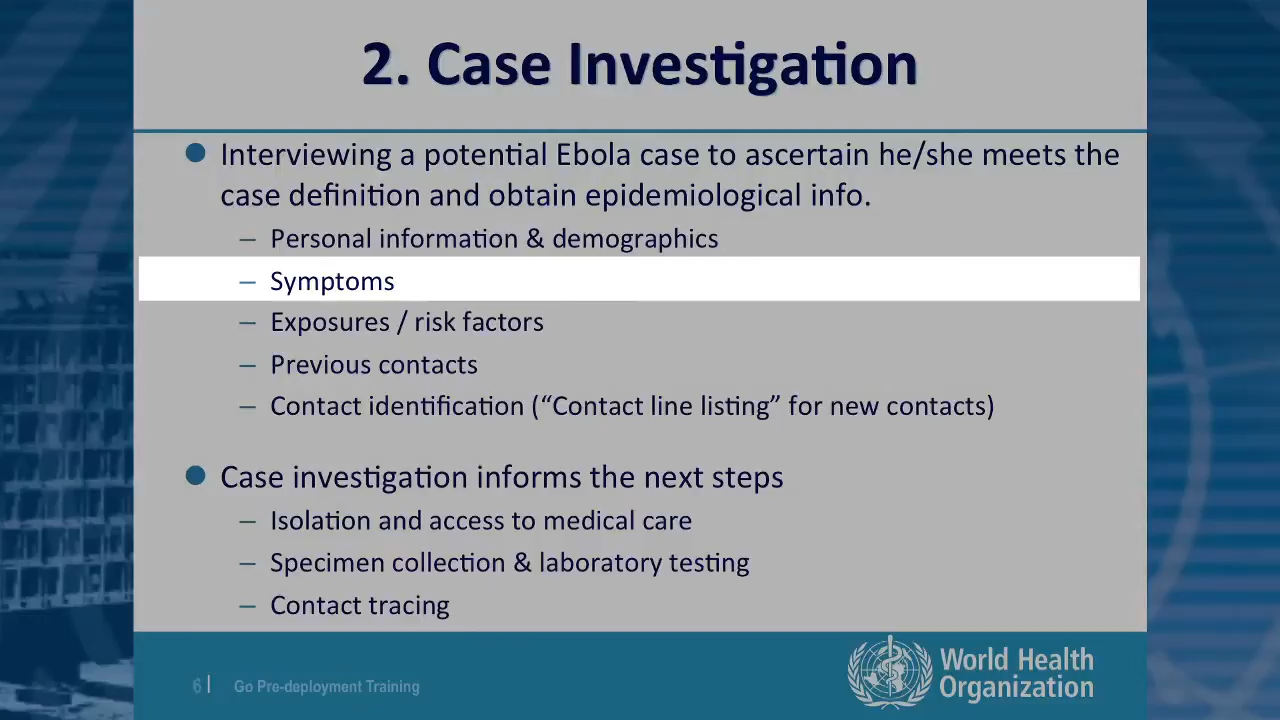 2. Case Investigation
Interviewing a potential Ebola case to ascertain he/she meets the
case definition and obtain epidemiological info.
– Personal information & demographics
– Symptoms
– Exposures / risk factors
– Previous contacts
– Contact identification (“Contact line listing” for new contacts)
Case investigation informs the next steps
– Isolation and access to medical care
– Specimen collection & laboratory testing
– Contact tracing
6 | Go Pre-deployment Training
World Health
Organization